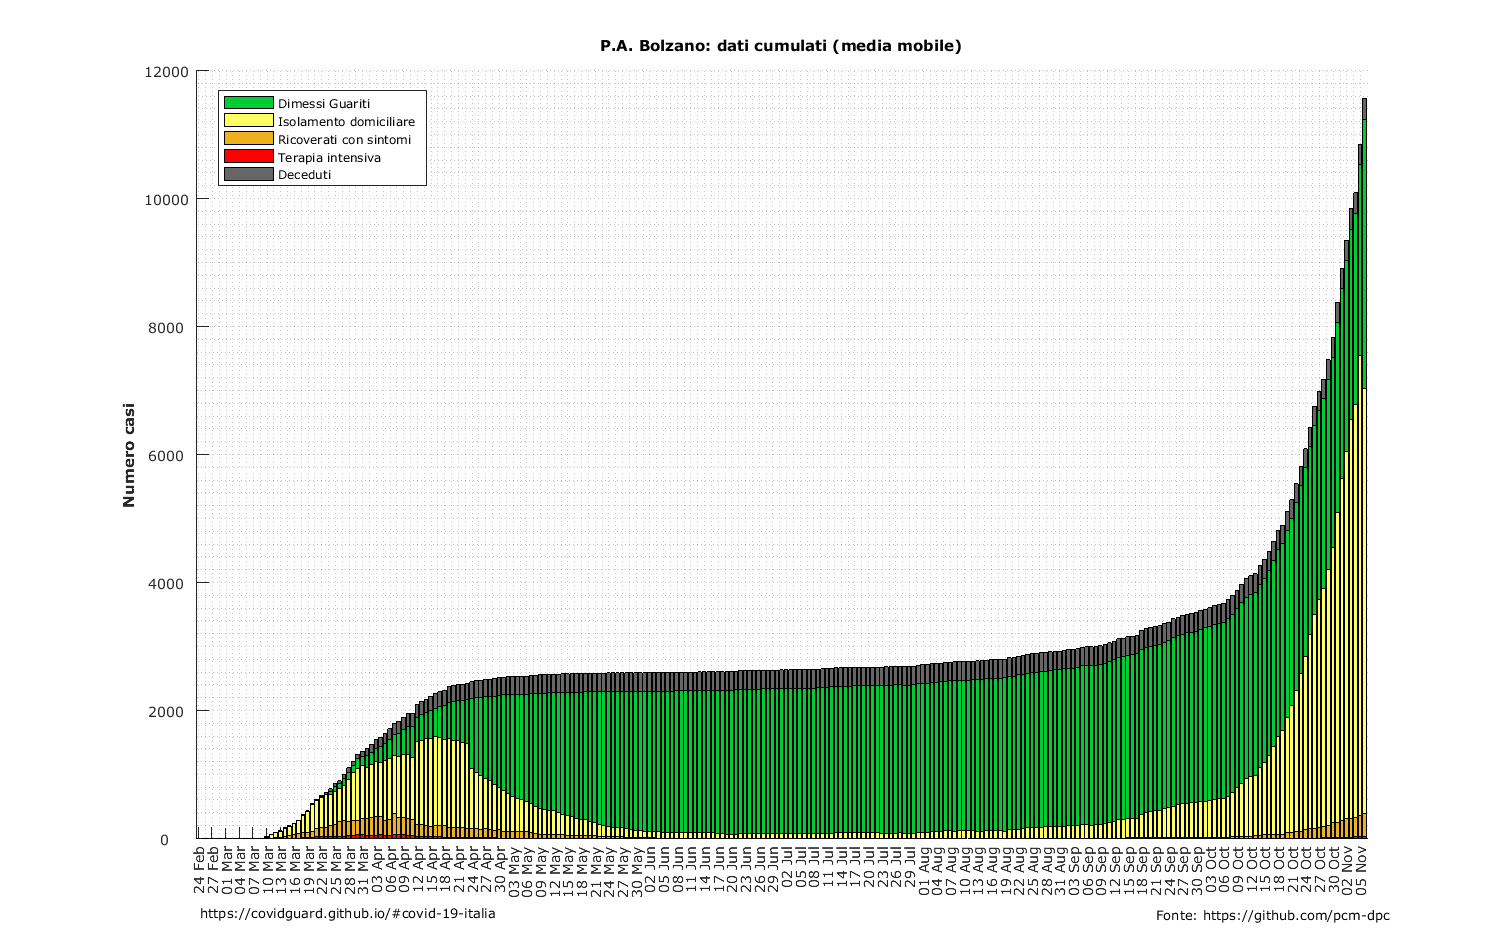 P.A. Bolzano: dati cumulati (media mobile)
12000
10000
8000
6000
4000
2000
0
Numero casi
Dimessi Guariti
Isolamento domiciliare
Ricoverati con sintomi
Terapia intensiva
Deceduti
24 Feb
27 Feb
01 Mar
04 Mar
07 Mar
10 Mar
13 Mar
16 Mar
19 Mar
22 Mar
25 Mar
28 Mar
31 Mar
03 Apr
06 Apr
09 Apr
12 Apr
15 Apr
18 Apr
21 Apr
24 Apr
27 Apr
30 Apr
03 May
06 May
09 May
12 May
15 May
18 May
21 May
24 May
27 May
30 May
02 Jun
05 Jun
08 Jun
11 Jun
14 Jun
17 Jun
20 Jun
23 Jun
26 Jun
29 Jun
02 Jul
05 Jul
08 Jul
11 Jul
14 Jul
17 Jul
20 Jul
23 Jul
26 Jul
29 Jul
01 Aug
04 Aug
07 Aug
10 Aug
13 Aug
16 Aug
19 Aug
22 Aug
25 Aug
28 Aug
31 Aug
03 Sep
06 Sep
09 Sep
12 Sep
15 Sep
18 Sep
21 Sep
24 Sep
27 Sep
30 Sep
03 Oct
06 Oct
09 Oct
12 Oct
15 Oct
18 Oct
21 Oct
24 Oct
27 Oct
30 Oct
02 Nov
05 Nov
https://covidguard.github.io/#covid-19-italia
Fonte: https://github.com/pcm-dpc